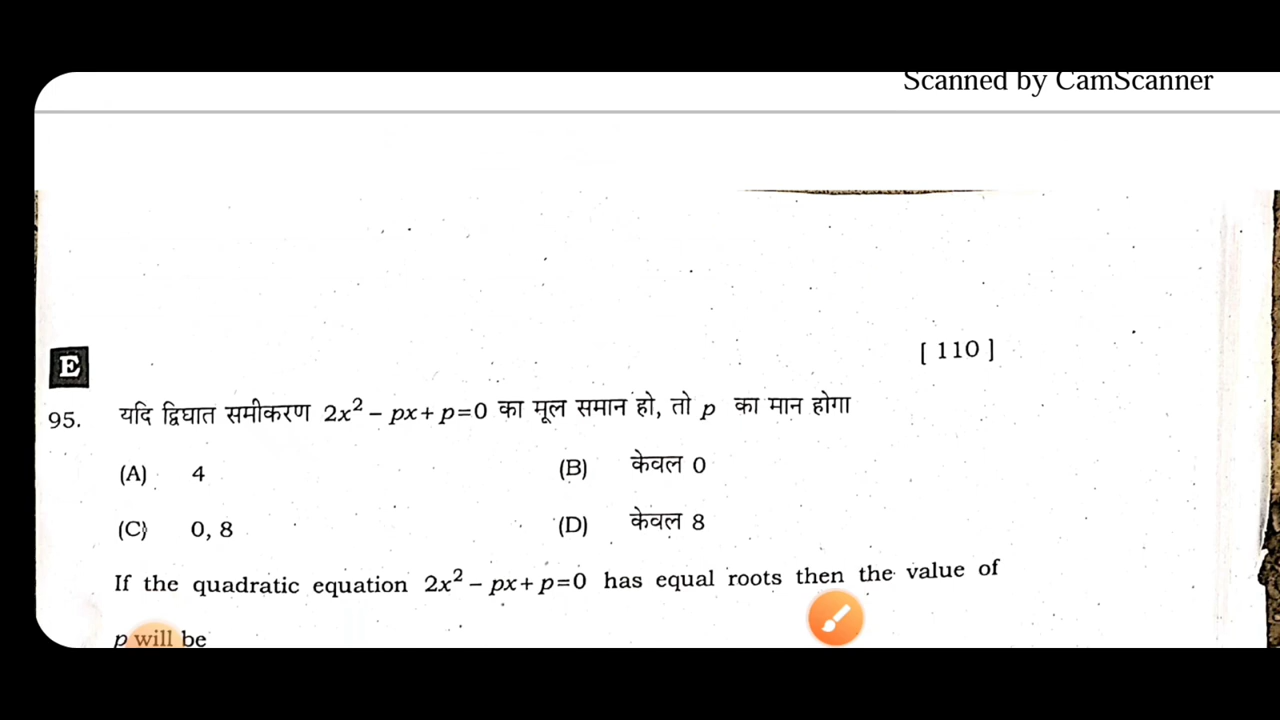 Scanned by CamScanner
[ 110 ]
E
95. यदि द्विघात समीकरण 2x² – px + p=0 का मूल समान हो, तो p का मान होगा
(A) 4 (B) केवल 0
(C) 0, 8 (D) केवल 8
If the quadratic equation 2x² – px + p=0 has equal roots then the value of
p will be